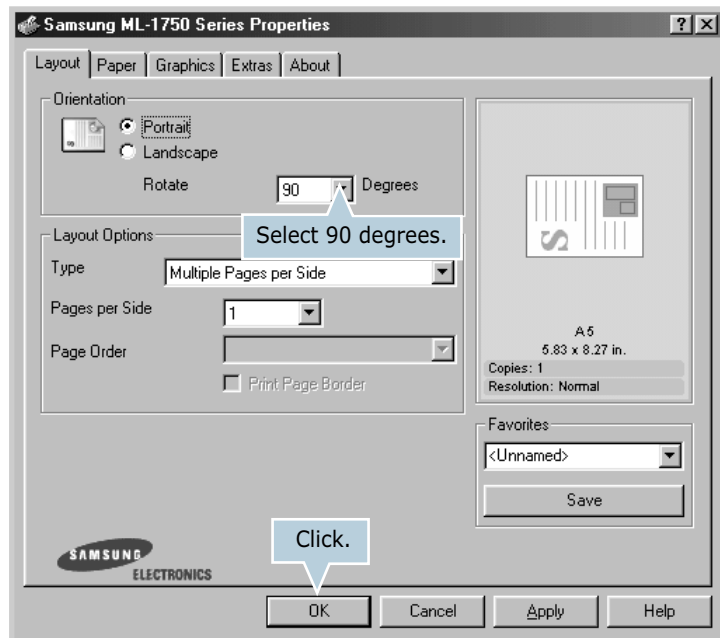 Samsung ML-1750 Series Properties
Layout Paper Graphics Extras About
Orientation
Portrait
Landscape
Rotate 90 Degrees
Select 90 degrees.
Layout Options
Type Multiple Pages per Side
Pages per Side 1
Page Order
Print Page Border
S
A5
5.83 x 8.27 in.
Copies: 1
Resolution: Normal
Favorites
<Unnamed>
Save
Click.
SAMSUNG
ELECTRONICS
OK Cancel Apply Help